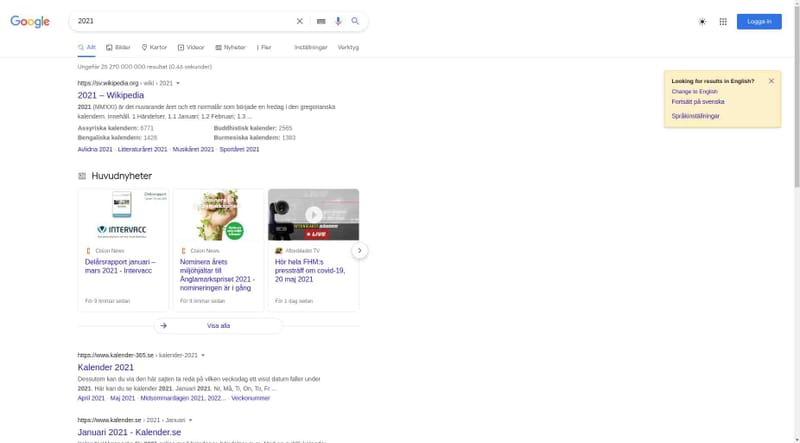 Google
2021
Logga in
Allt Bilder Kartor Videor Nyheter Fler Inställningar Verktyg
Ungefär 25 270 000 000 resultat (0,46 sekunder)
https://sv.wikipedia.org › wiki › 2021
2021 – Wikipedia
2021 (MMXXI) är det nuvarande året och ett normalår som började en fredag i den gregorianska
kalendern. Innehåll. 1 Händelser. 1.1 Januari; 1.2 Februari; 1.3 ...
Assyriska kalendern: 6771 Buddhistisk kalender: 2565
Bengaliska kalendern: 1428 Burmesiska kalendern: 1383
Avlidna 2021 · Litteraturåret 2021 · Musikåret 2021 · Sportåret 2021
Looking for results in English?
Change to English
Fortsätt på svenska
Språkinställningar
Huvudnyheter
Delårsrapport
INTERVACC
Cision News
Delårsrapport januari –
mars 2021 - Intervacc
För 9 timmar sedan
Cision News
Nominera årets
miljöhjältar till
Änglamarkspriset 2021 -
nomineringen är i gång
För 9 timmar sedan
LIVE
Aftonbladet TV
Hör hela FHM:s
pressträff om covid-19,
20 maj 2021
För 1 dag sedan
Visa alla
https://www.kalender-365.se › kalender-2021
Kalender 2021
Dessutom kan du via den här sajten ta reda på vilken veckodag ett visst datum faller under
2021. Här kan du se kalender 2021. Januari 2021. Nr, Må, Ti, On, To, Fr ...
April 2021 · Maj 2021 · Midsommardagen 2021, 2022... · Veckonummer
https://www.kalender.se › 2021 › Januari
Januari 2021 - Kalender.se